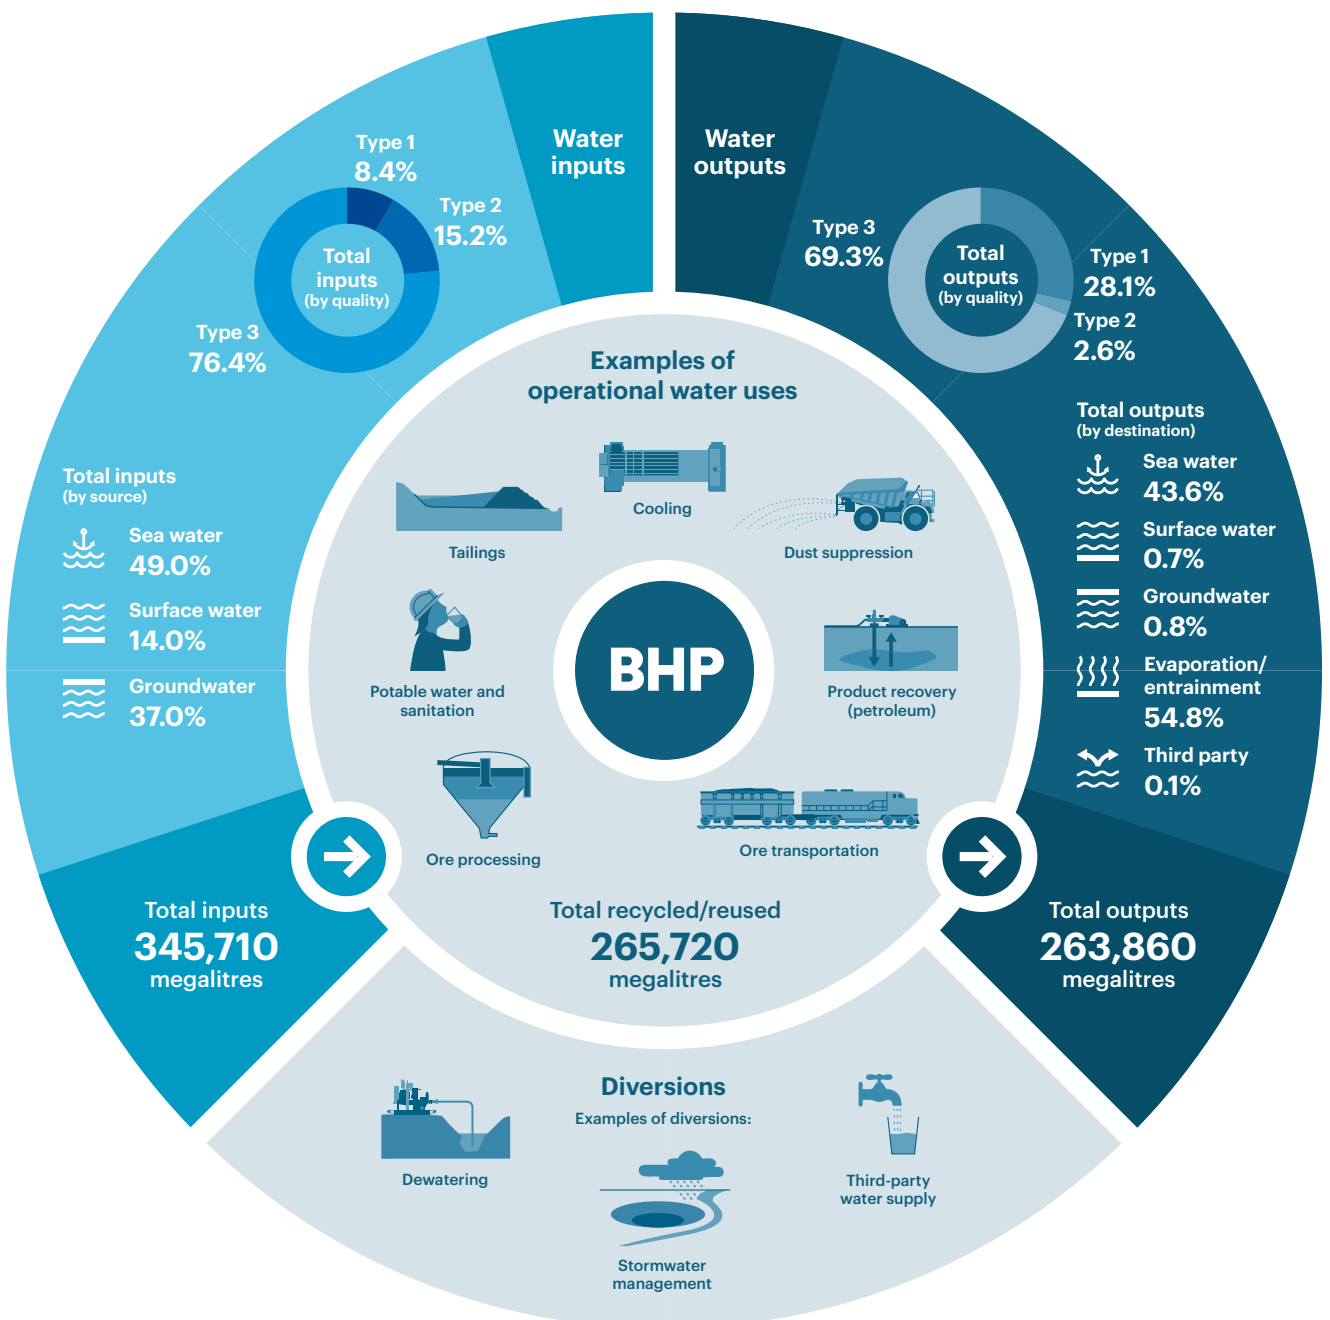 Water
inputs
Type 1
8.4%
Type 2
15.2%
Total
inputs
(by quality)
Type 3
76.4%
Total inputs
(by source)
Sea water
49.0%
Surface water
14.0%
Groundwater
37.0%
Total inputs
345,710
megalitres
Water
outputs
Type 3
69.3%
Total
outputs
(by quality)
Type 1
28.1%
Type 2
2.6%
Total outputs
(by destination)
Sea water
43.6%
Surface water
0.7%
Groundwater
0.8%
Evaporation/
entrainment
54.8%
Third party
0.1%
Total outputs
263,860
megalitres
Examples of
operational water uses
Cooling
Tailings
Dust suppression
BHP
Potable water and
sanitation
Product recovery
(petroleum)
Ore processing
Ore transportation
Total recycled/reused
265,720
megalitres
Diversions
Examples of diversions:
Dewatering
Stormwater
management
Third-party
water supply